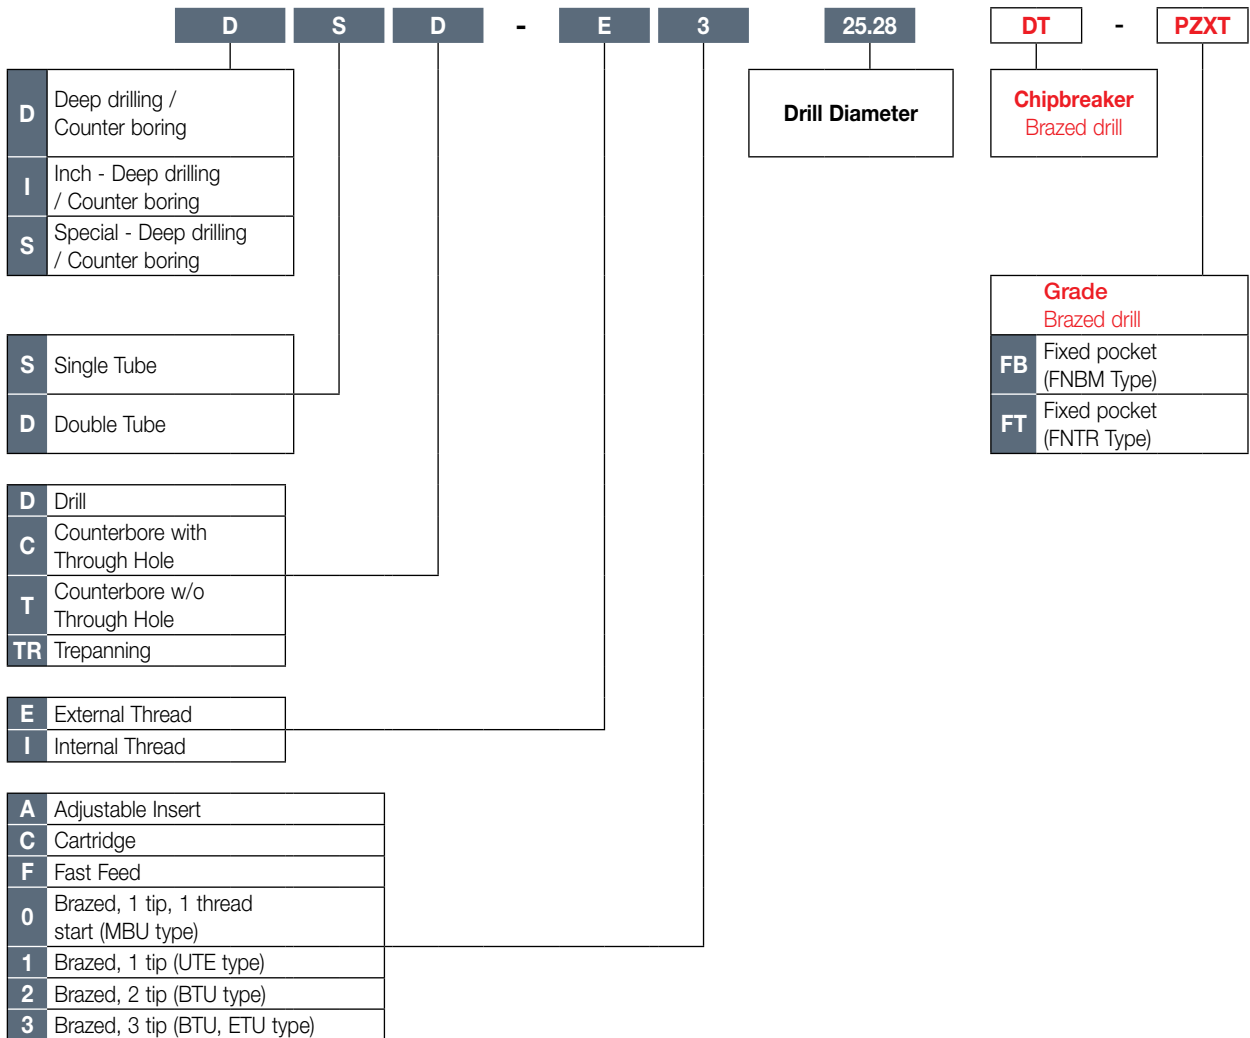 D S D - E 3 25.28 DT - PZXT
D Deep drilling /
Counter boring
I Inch - Deep drilling
/ Counter boring
S Special - Deep drilling
/ Counter boring
Drill Diameter
Chipbreaker
Brazed drill
Grade
Brazed drill
FB Fixed pocket
(FNBM Type)
FT Fixed pocket
(FNTR Type)
S Single Tube
D Double Tube
D Drill
C Counterbore with
Through Hole
T Counterbore w/o
Through Hole
TR Trepanning
E External Thread
I Internal Thread
A Adjustable Insert
C Cartridge
F Fast Feed
0 Brazed, 1 tip, 1 thread
start (MBU type)
1 Brazed, 1 tip (UTE type)
2 Brazed, 2 tip (BTU type)
3 Brazed, 3 tip (BTU, ETU type)